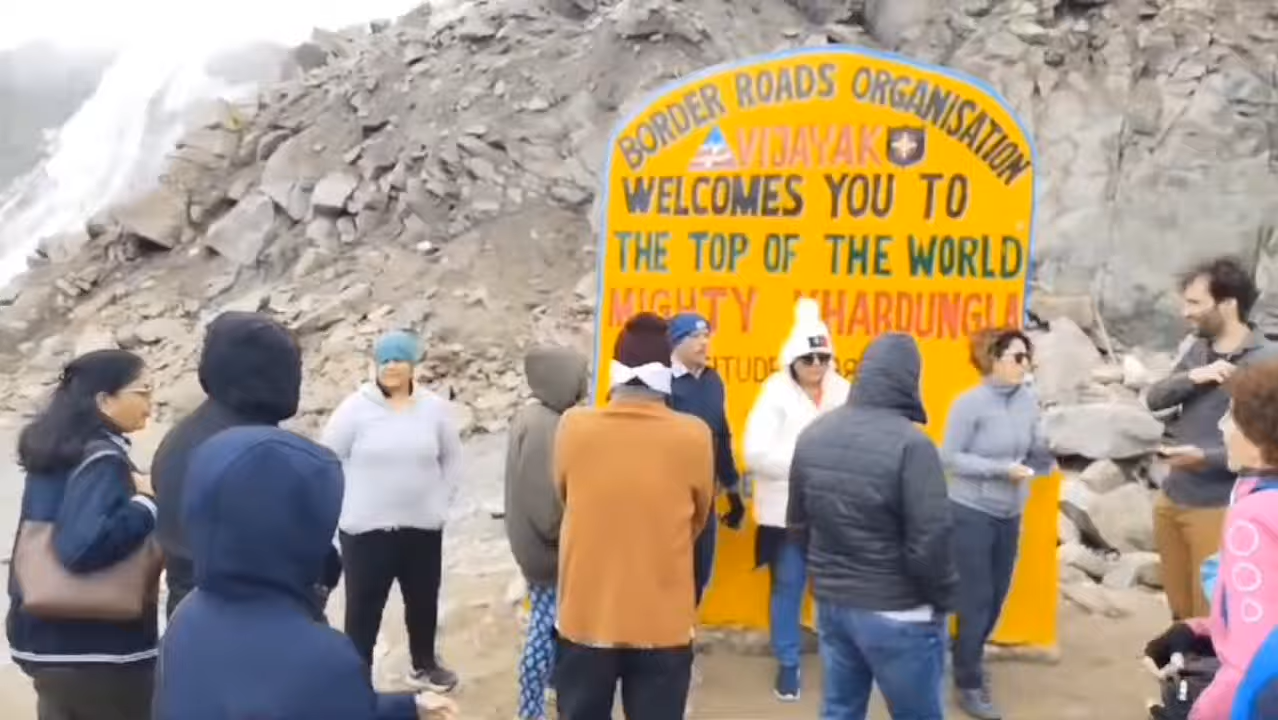 BORDER ROADS ORGANISATION
VIJAYAK
WELCOMES YOU TO
THE TOP OF THE WORLD
MIGHTY KHARDUNGLA